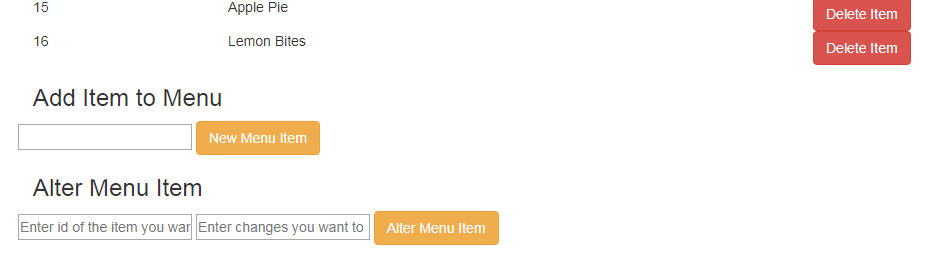 15 Apple Pie Delete Item
16 Lemon Bites Delete Item
Add Item to Menu
New Menu Item
Alter Menu Item
Enter id of the item you war Enter changes you want to Alter Menu Item